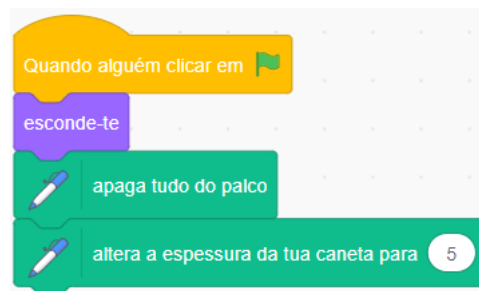 Quando alguém clicar em
esconde-te
apaga tudo do palco
altera a espessura da tua caneta para 5